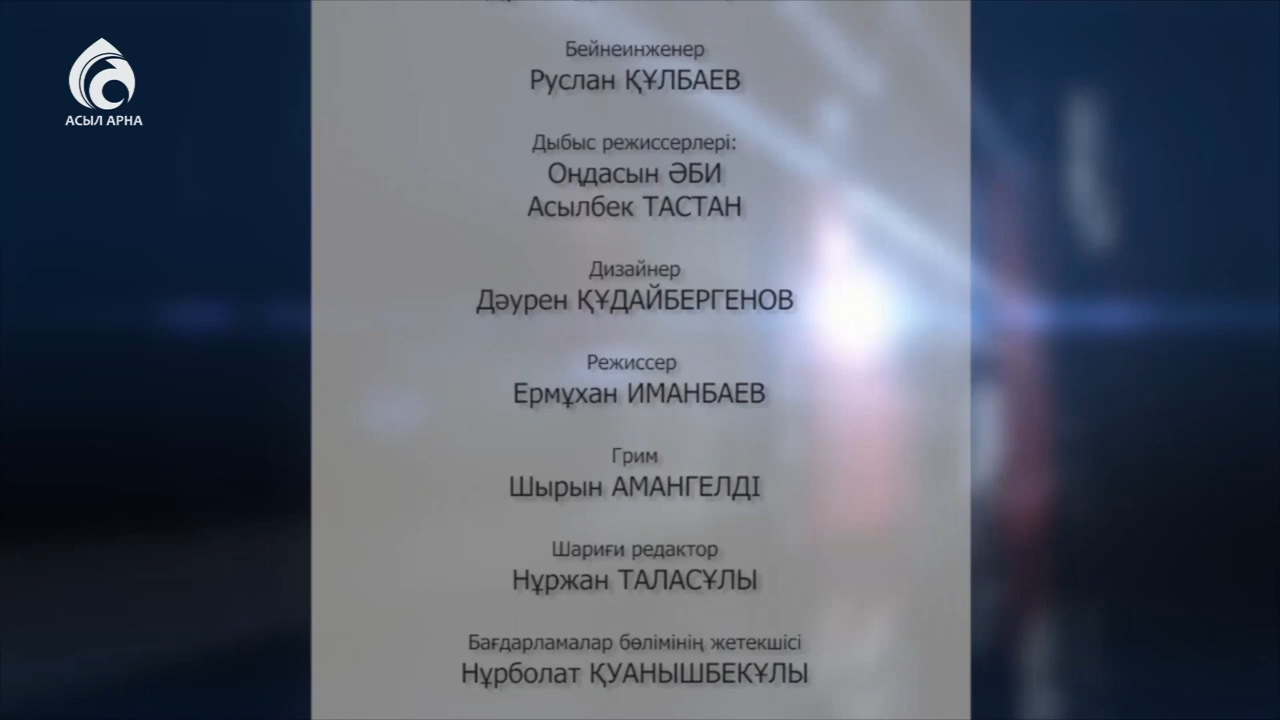 АСЫЛ АРНА
Бейнеинженер
Руслан ҚҰЛБАЕВ
Дыбыс режиссерлері:
Оңдасын ӘБИ
Асылбек ТАСТАН
Дизайнер
Дәурен ҚҰДАЙБЕРГЕНОВ
Режиссер
Ермұхан ИМАНБАЕВ
Грим
Шырын АМАНГЕЛДІ
Шариғи редактор
Нұржан ТАЛАСҰЛЫ
Бағдарламалар бөлімінің жетекшісі
Нұрболат ҚУАНЫШБЕКҰЛЫ